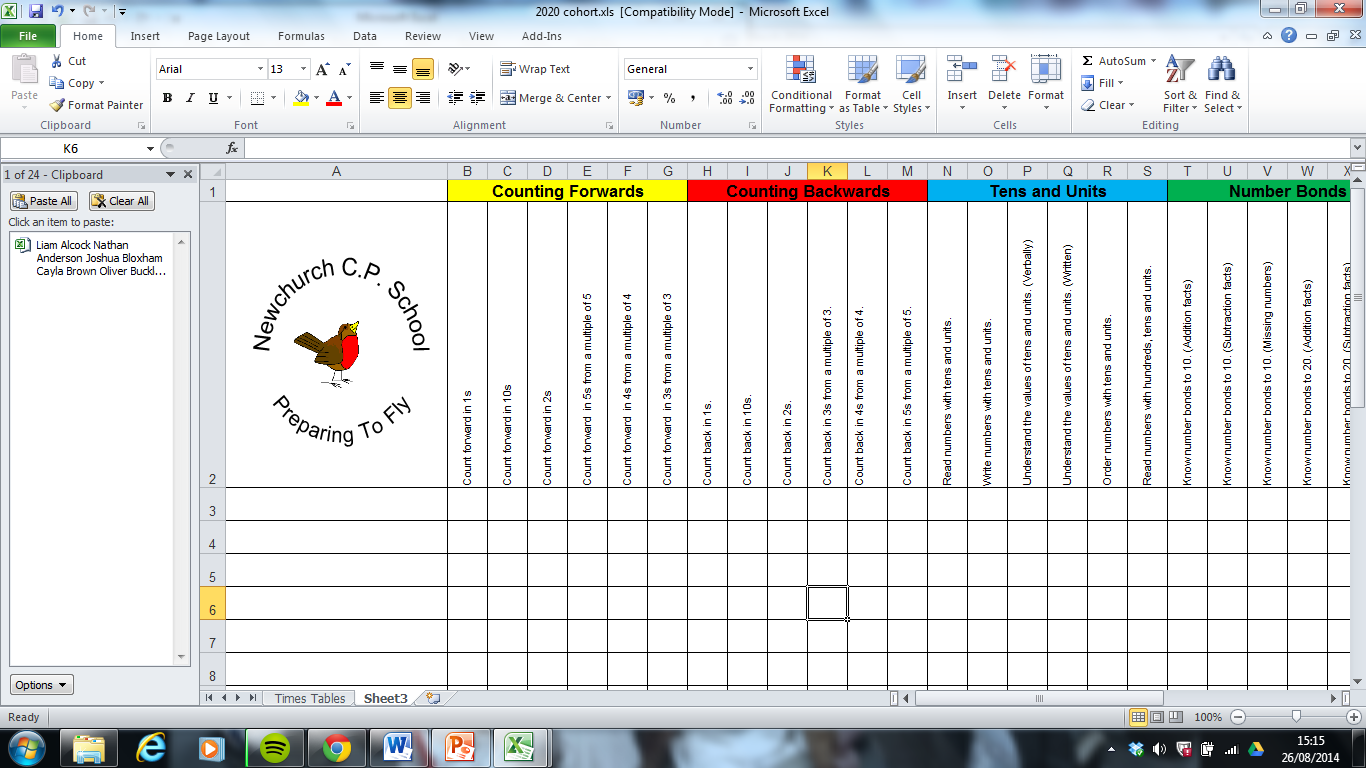 2020 cohort.xls [Compatibility Mode] - Microsoft Excel
File Home Insert Page Layout Formulas Data Review View Add-Ins
Paste
Cut
Copy
Format Painter
Clipboard
Arial 13
B I U
Font
Wrap Text
Merge & Center
Alignment
General
% , .00
Number
Conditional Formatting
Format as Table
Cell Styles
Styles
Insert Delete Format
Cells
AutoSum
Fill
Clear
Sort & Filter
Find & Select
Editing
K6 fx
1 of 24 - Clipboard
Paste All Clear All
Click an item to paste:
Liam Alcock Nathan
Anderson Joshua Bloxham
Cayla Brown Oliver Buckl...
Options
A B C D E F G H I J K L M N O P Q R S T U V W X
1 Counting Forwards Counting Backwards Tens and Units Number Bonds
2
Newchurch C.P. School
Preparing To Fly
Count forward in 1s
Count forward in 10s
Count forward in 2s
Count forward in 5s from a multiple of 5
Count forward in 4s from a multiple of 4
Count forward in 3s from a multiple of 3
Count back in 1s.
Count back in 10s.
Count back in 2s.
Count back in 3s from a multiple of 3.
Count back in 4s from a multiple of 4.
Count back in 5s from a multiple of 5.
Read numbers with tens and units.
Write numbers with tens and units.
Understand the values of tens and units. (Verbally)
Understand the values of tens and units. (Written)
Order numbers with tens and units.
Read numbers with hundreds, tens and units.
Know number bonds to 10. (Addition facts)
Know number bonds to 10. (Subtraction facts)
Know number bonds to 10. (Missing numbers)
Know number bonds to 20. (Addition facts)
Know number bonds to 20. (Subtraction facts)
3
4
5
6
7
8
Times Tables Sheet3
Ready
100%
15:15
26/08/2014